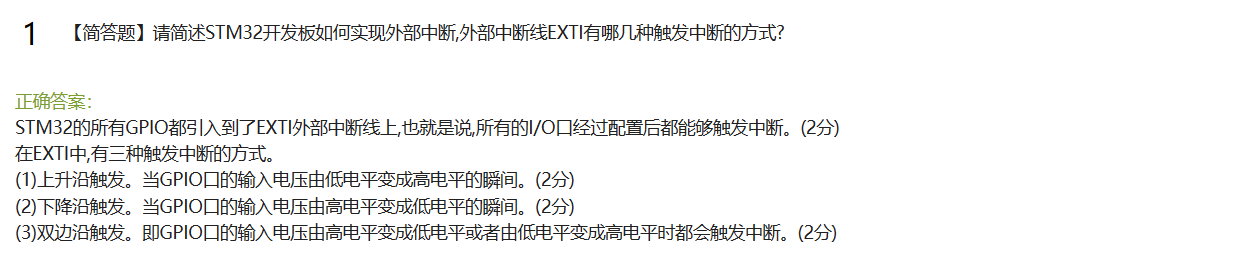 1 【简答题】请简述STM32开发板如何实现外部中断,外部中断线EXTI有哪几种触发中断的方式?
正确答案:
STM32的所有GPIO都引入到了EXTI外部中断线上,也就是说,所有的I/O口经过配置后都能够触发中断。(2分)
在EXTI中,有三种触发中断的方式。
(1)上升沿触发。当GPIO口的输入电压由低电平变成高电平的瞬间。(2分)
(2)下降沿触发。当GPIO口的输入电压由高电平变成低电平的瞬间。(2分)
(3)双边沿触发。即GPIO口的输入电压由高电平变成低电平或者由低电平变成高电平时都会触发中断。(2分)